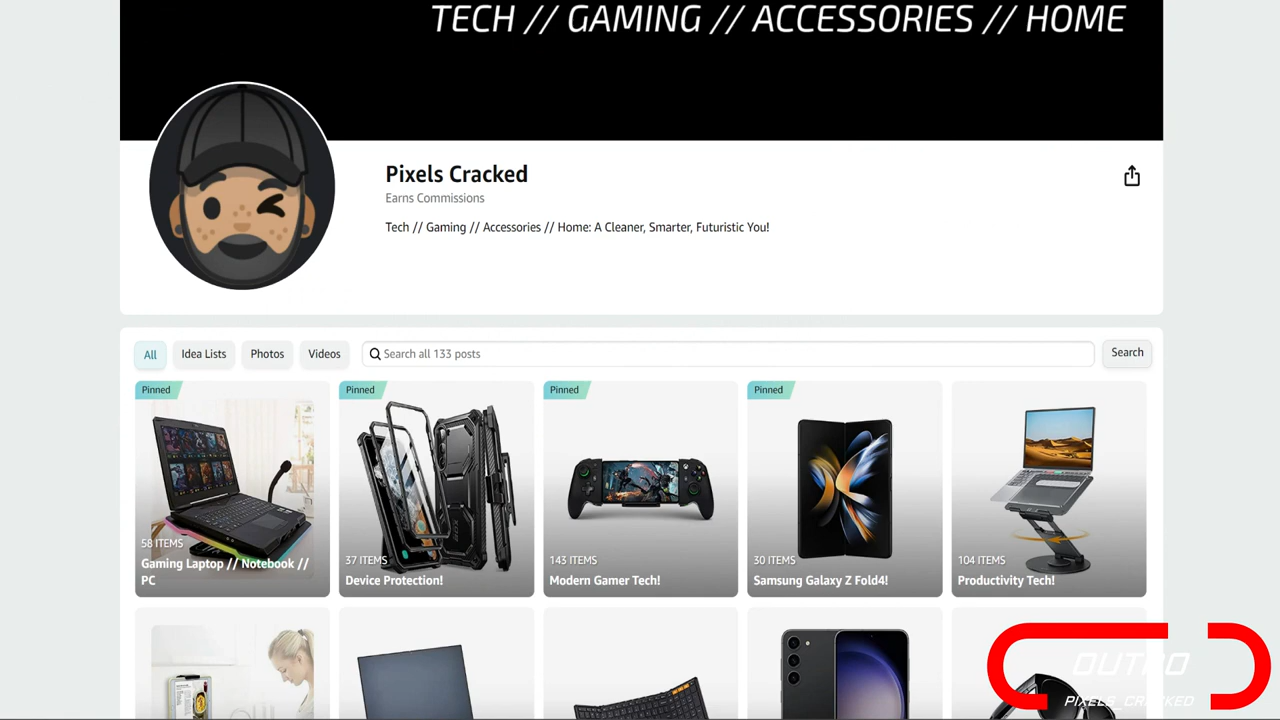 TECH // GAMING // ACCESSORIES // HOME
Pixels Cracked
Earns Commissions
Tech // Gaming // Accessories // Home: A Cleaner, Smarter, Futuristic You!
All
Idea Lists
Photos
Videos
Search all 133 posts
Search
Pinned
Pinned
Pinned
Pinned
58 ITEMS
Gaming Laptop // Notebook //
PC
37 ITEMS
Device Protection!
143 ITEMS
Modern Gamer Tech!
30 ITEMS
Samsung Galaxy Z Fold4!
104 ITEMS
Productivity Tech!
OUTRO
PIXELS_CRACKED